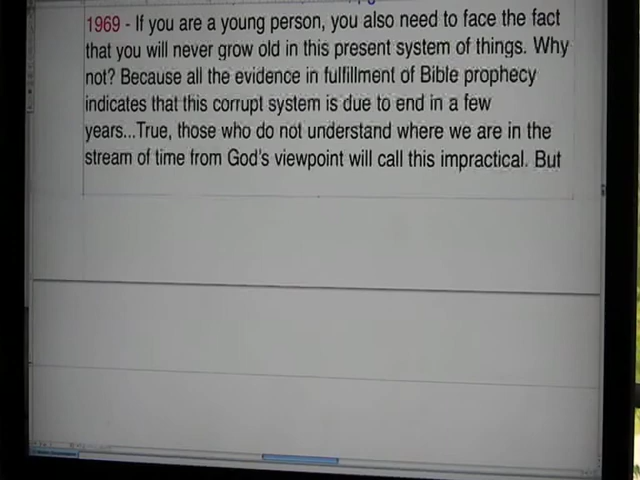 1969 - If you are a young person, you also need to face the fact
that you will never grow old in this present system of things. Why
not? Because all the evidence in fulfillment of Bible prophecy
indicates that this corrupt system is due to end in a few
years...True, those who do not understand where we are in the
stream of time from God's viewpoint will call this impractical. But